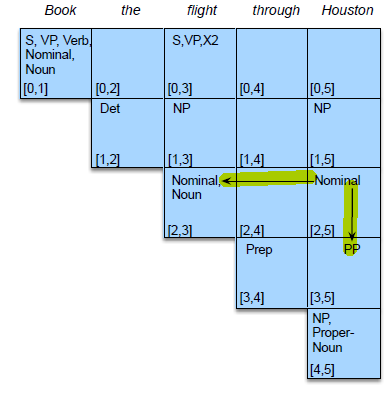 Book the flight through Houston
S, VP, Verb, S,VP,X2
Nominal,
Noun
[0,1] [0,2] [0,3] [0,4] [0,5]
Det NP NP
[1,2] [1,3] [1,4] [1,5]
Nominal, Nominal
Noun
[2,3] [2,4] [2,5]
Prep PP
[3,4] [3,5]
NP,
Proper-
Noun
[4,5]